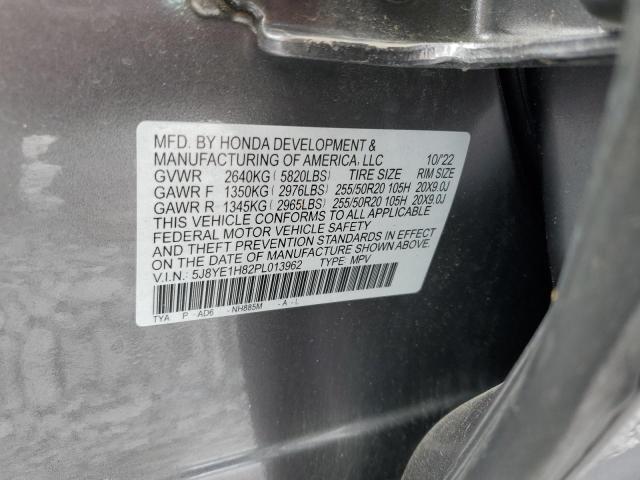 MFD. BY HONDA DEVELOPMENT &
MANUFACTURING OF AMERICA, LLC 10/22
GVWR 2640KG ( 5820LBS) TIRE SIZE RIM SIZE
GAWR F 1350KG ( 2976LBS) 255/50R20 105H 20X9.0J
GAWR R 1345KG ( 2965LBS) 255/50R20 105H 20X9.0J
THIS VEHICLE CONFORMS TO ALL APPLICABLE
FEDERAL MOTOR VEHICLE SAFETY
AND THEFT PREVENTION STANDARDS IN EFFECT
ON THE DATE OF MANUFACTURE SHOWN ABOVE.
V.I.N.: 5J8YE1H82PL013962 TYPE: MPV
TYA P - AD6 - NH885M - A - L